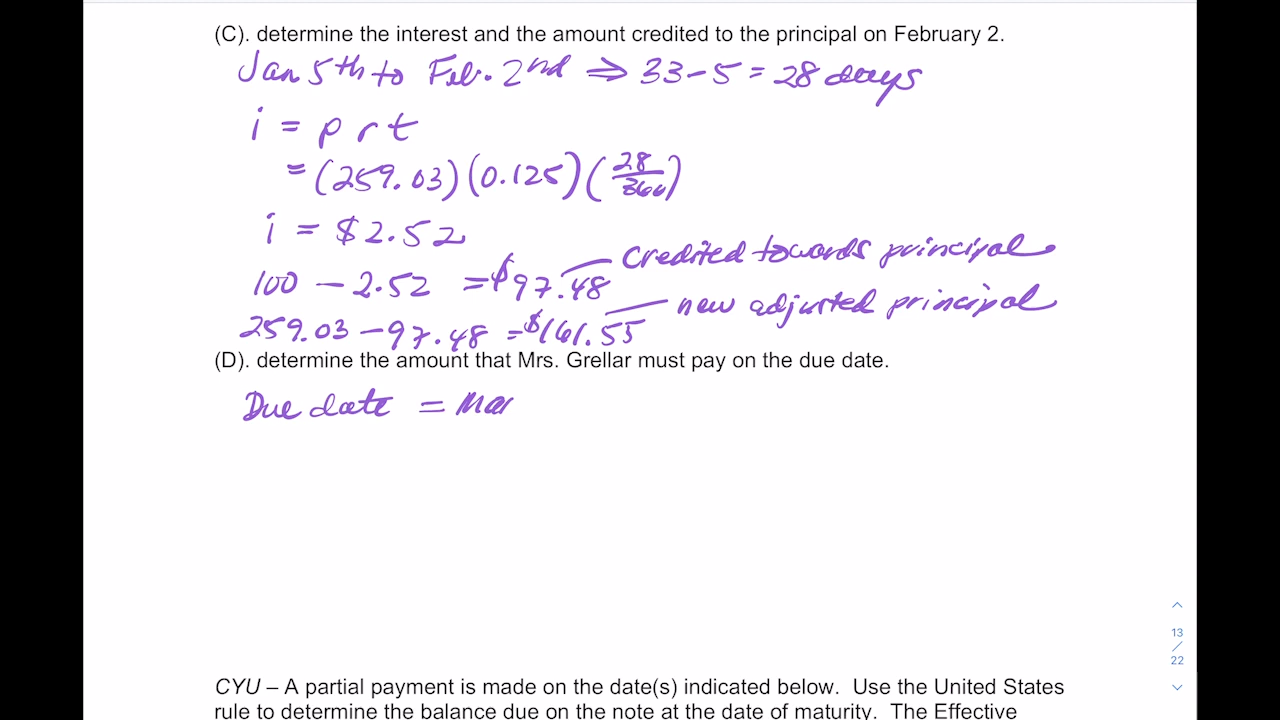 (C). determine the interest and the amount credited to the principal on February 2.
Jan 5th to Feb. 2nd ⇒ 33 - 5 = 28 days
i = p r t
= (259.03)(0.125)(28/360)
i = $2.52
100 - 2.52 = $97.48 credited towards principal
259.03 - 97.48 = $161.55 new adjusted principal
(D). determine the amount that Mrs. Grellar must pay on the due date.
Due date = Mar
13
/
22
CYU – A partial payment is made on the date(s) indicated below. Use the United States
rule to determine the balance due on the note at the date of maturity. The Effective